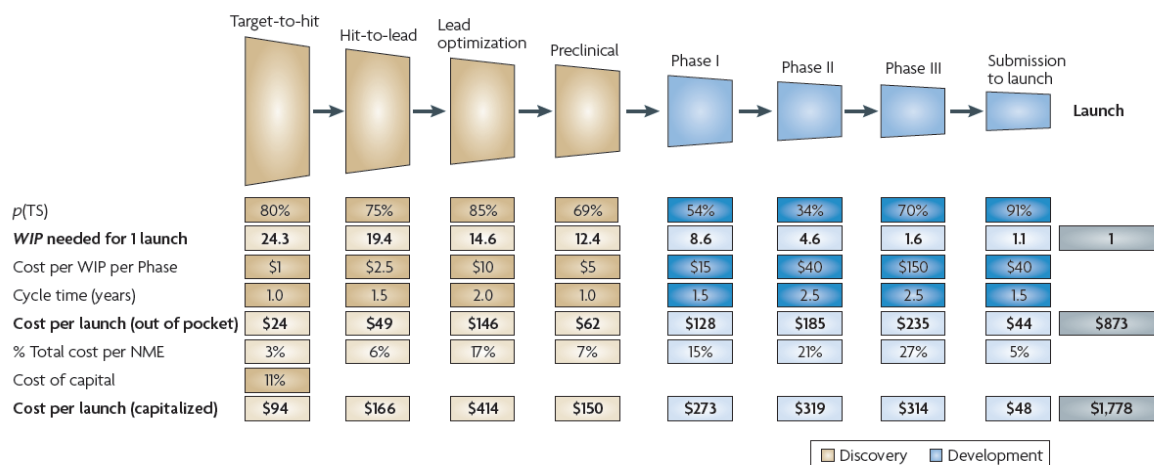 Target-to-hit
Hit-to-lead
Lead
optimization
Preclinical
Phase I
Phase II
Phase III
Submission
to launch
Launch
p(TS) 80% 75% 85% 69% 54% 34% 70% 91%
WIP needed for 1 launch 24.3 19.4 14.6 12.4 8.6 4.6 1.6 1.1 1
Cost per WIP per Phase $1 $2.5 $10 $5 $15 $40 $150 $40
Cycle time (years) 1.0 1.5 2.0 1.0 1.5 2.5 2.5 1.5
Cost per launch (out of pocket) $24 $49 $146 $62 $128 $185 $235 $44 $873
% Total cost per NME 3% 6% 17% 7% 15% 21% 27% 5%
Cost of capital 11%
Cost per launch (capitalized) $94 $166 $414 $150 $273 $319 $314 $48 $1,778
Discovery Development